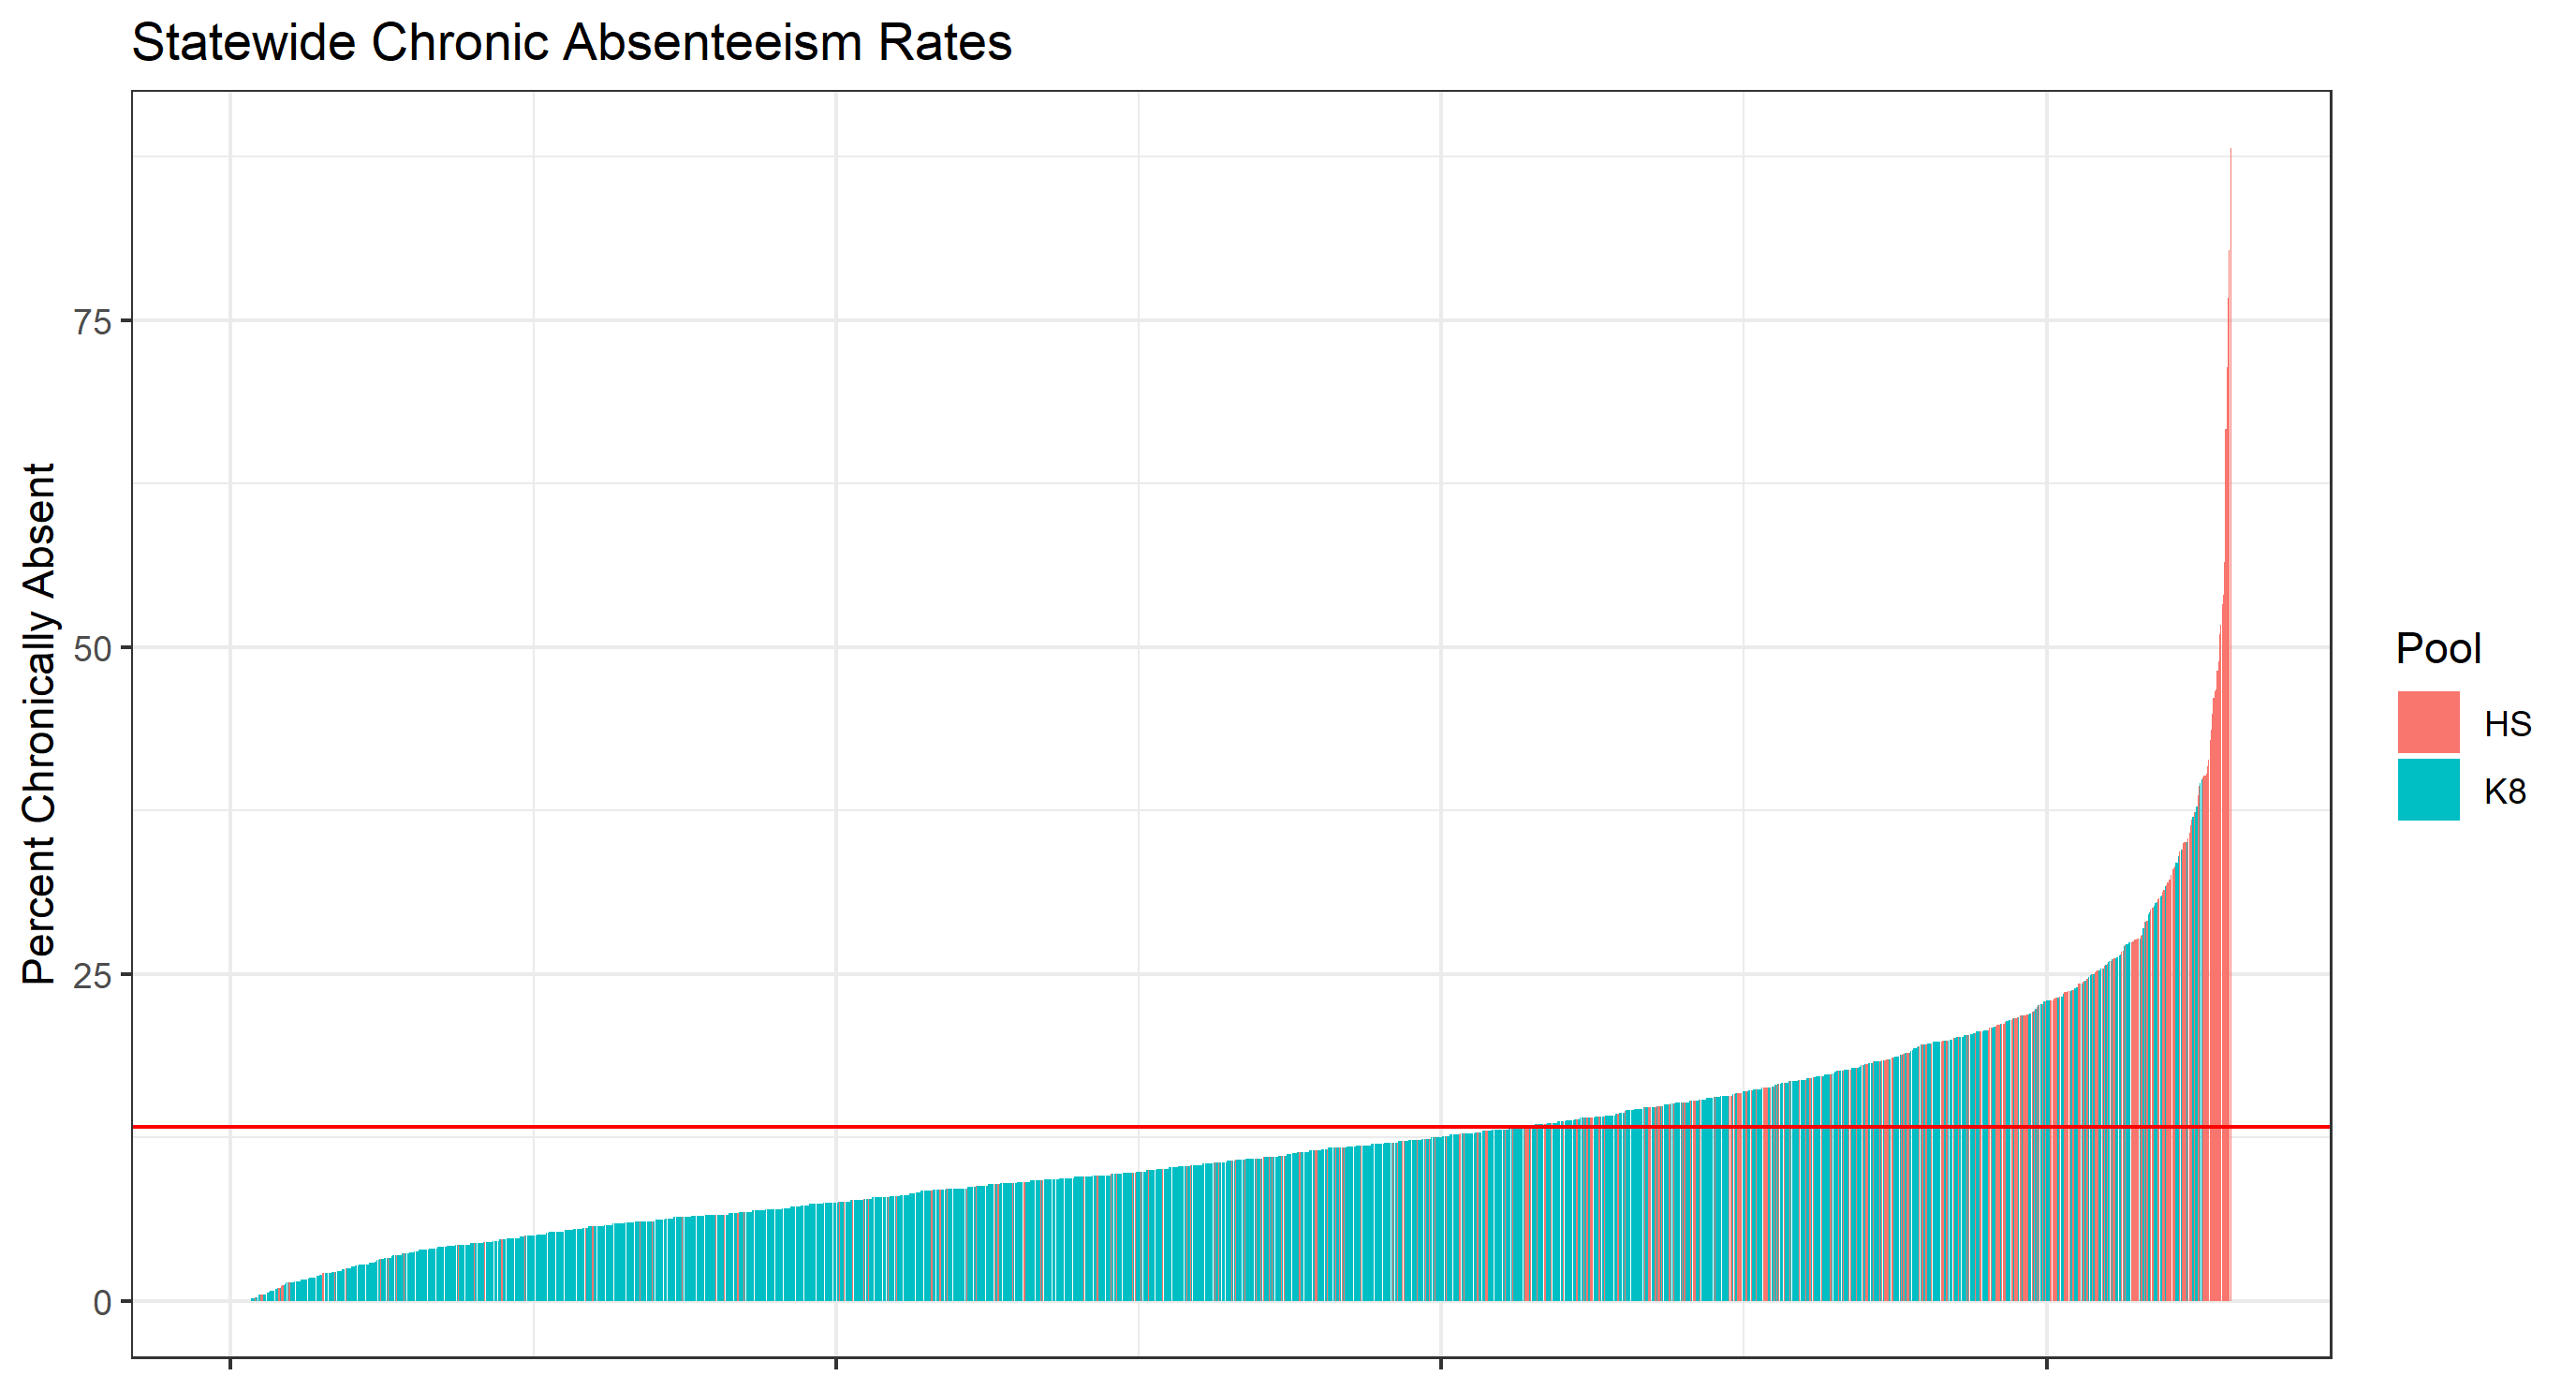 Statewide Chronic Absenteeism Rates
Percent Chronically Absent
75
50
25
0
Pool
HS
K8